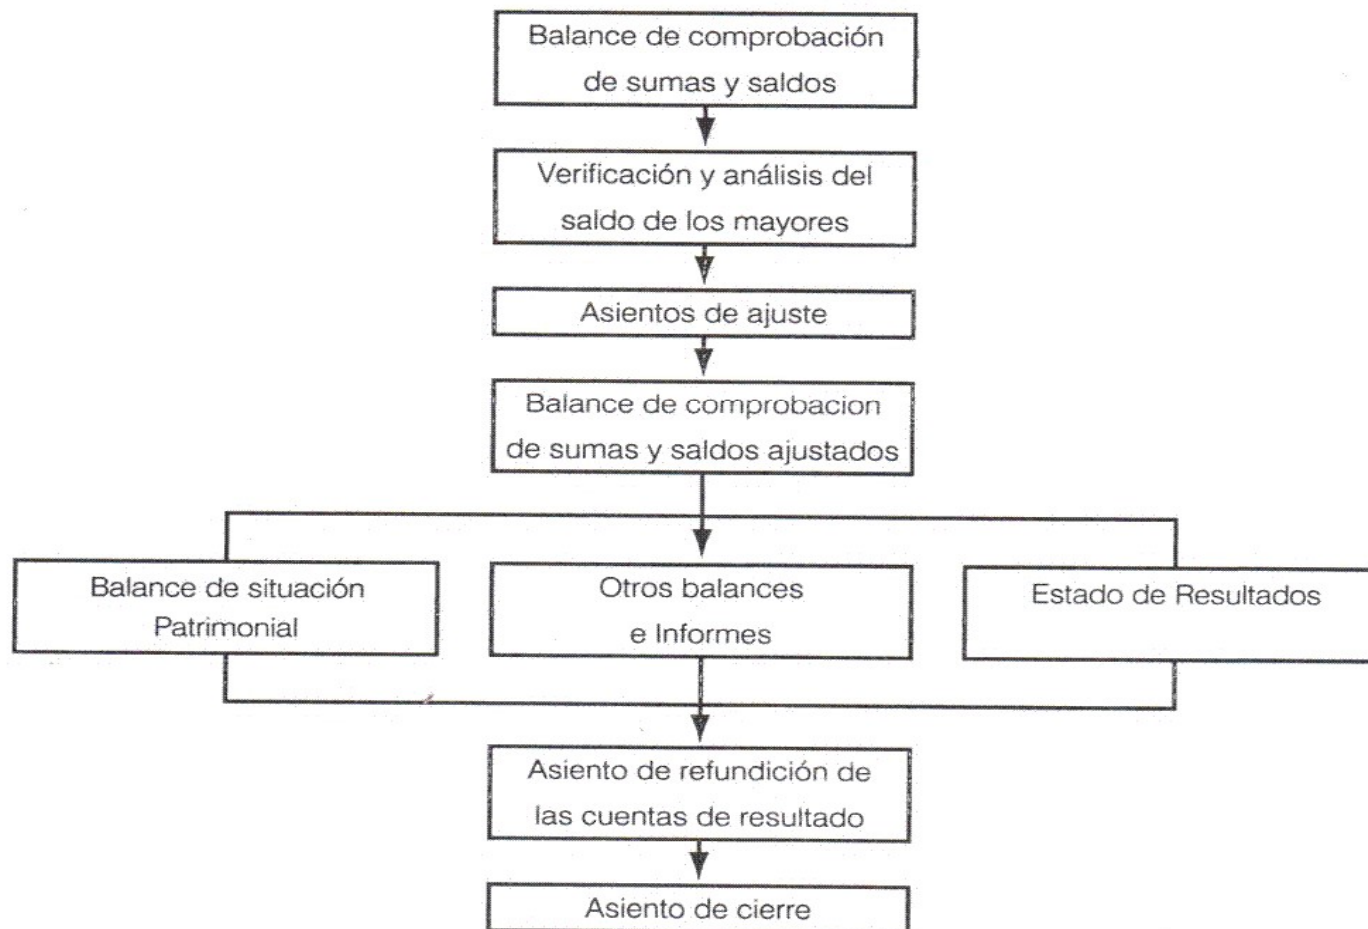 Balance de comprobación
de sumas y saldos
Verificación y análisis del
saldo de los mayores
Asientos de ajuste
Balance de comprobacion
de sumas y saldos ajustados
Balance de situación
Patrimonial
Otros balances
e Informes
Estado de Resultados
Asiento de refundición de
las cuentas de resultado
Asiento de cierre